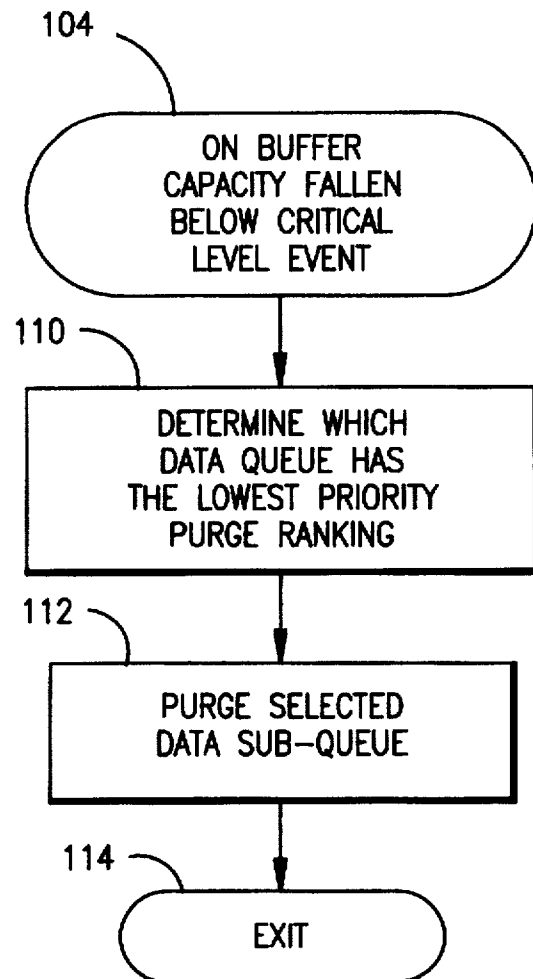 104
ON BUFFER
CAPACITY FALLEN
BELOW CRITICAL
LEVEL EVENT
110
DETERMINE WHICH
DATA QUEUE HAS
THE LOWEST PRIORITY
PURGE RANKING
112
PURGE SELECTED
DATA SUB-QUEUE
114
EXIT